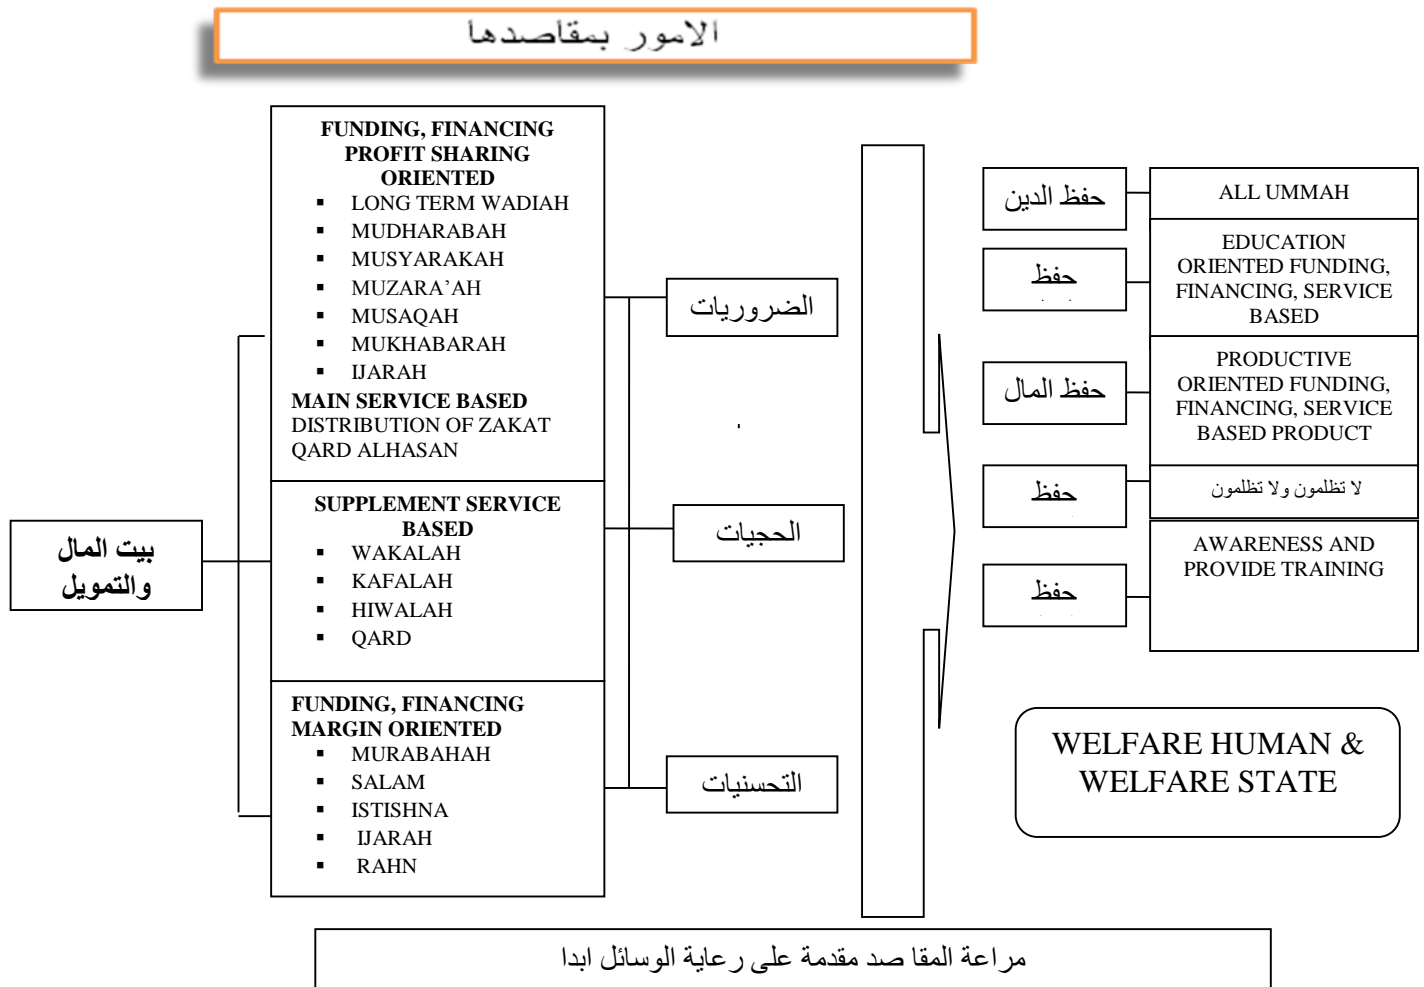 الامور بمقاصدها
FUNDING, FINANCING
PROFIT SHARING
ORIENTED
▪ LONG TERM WADIAH
▪ MUDHARABAH
▪ MUSYARAKAH
▪ MUZARA’AH
▪ MUSAQAH
▪ MUKHABARAH
▪ IJARAH
MAIN SERVICE BASED
DISTRIBUTION OF ZAKAT
QARD ALHASAN
SUPPLEMENT SERVICE
BASED
▪ WAKALAH
▪ KAFALAH
▪ HIWALAH
▪ QARD
FUNDING, FINANCING
MARGIN ORIENTED
▪ MURABAHAH
▪ SALAM
▪ ISTISHNA
▪ IJARAH
▪ RAHN
بيت المال
والتمويل
الضروريات
الحجيات
التحسنيات
حفظ الدين
ALL UMMAH
حفظ
EDUCATION
ORIENTED FUNDING,
FINANCING, SERVICE
BASED
حفظ المال
PRODUCTIVE
ORIENTED FUNDING,
FINANCING, SERVICE
BASED PRODUCT
حفظ
لا تظلمون ولا تظلمون
حفظ
AWARENESS AND
PROVIDE TRAINING
WELFARE HUMAN &
WELFARE STATE
مراعة المقا صد مقدمة على رعاية الوسائل ابدا